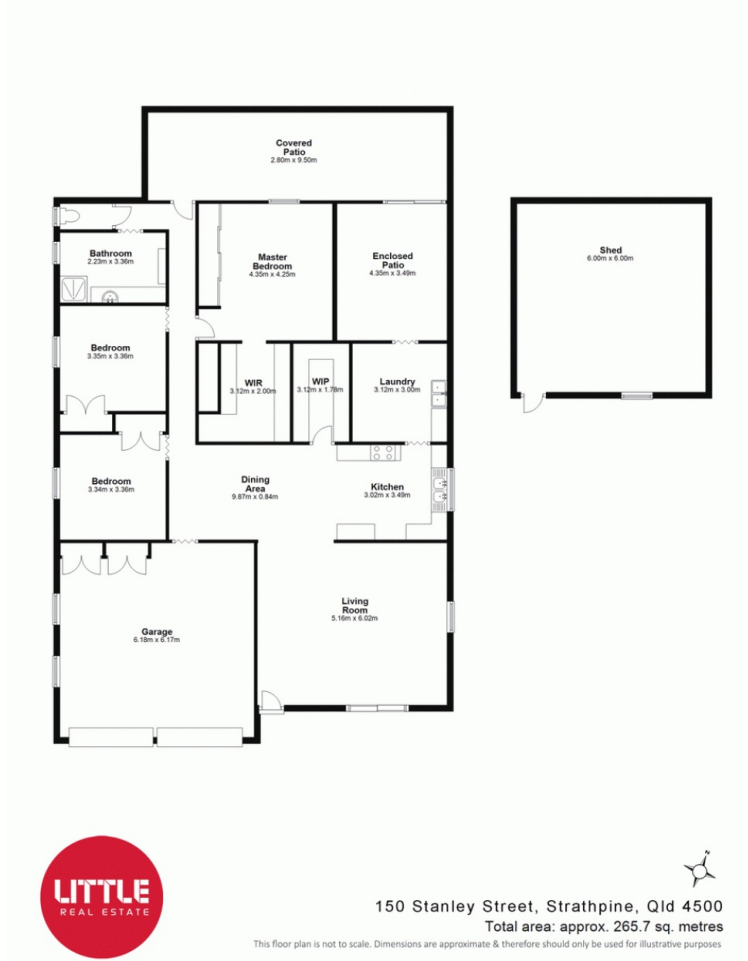 Covered
Patio
2.80m x 9.50m
Bathroom
2.23m x 3.36m
Master
Bedroom
4.35m x 4.25m
Enclosed
Patio
4.35m x 3.49m
Shed
6.00m x 6.00m
Bedroom
3.35m x 3.36m
WIR
3.12m x 2.00m
WIP
3.12m x 1.78m
Laundry
3.12m x 3.00m
Bedroom
3.34m x 3.36m
Dining
Area
9.87m x 0.84m
Kitchen
3.02m x 3.49m
Living
Room
5.16m x 6.02m
Garage
6.18m x 6.17m
N
LITTLE
REAL ESTATE
150 Stanley Street, Strathpine, Qld 4500
Total area: approx. 265.7 sq. metres
This floor plan is not to scale. Dimensions are approximate & therefore should only be used for illustrative purposes